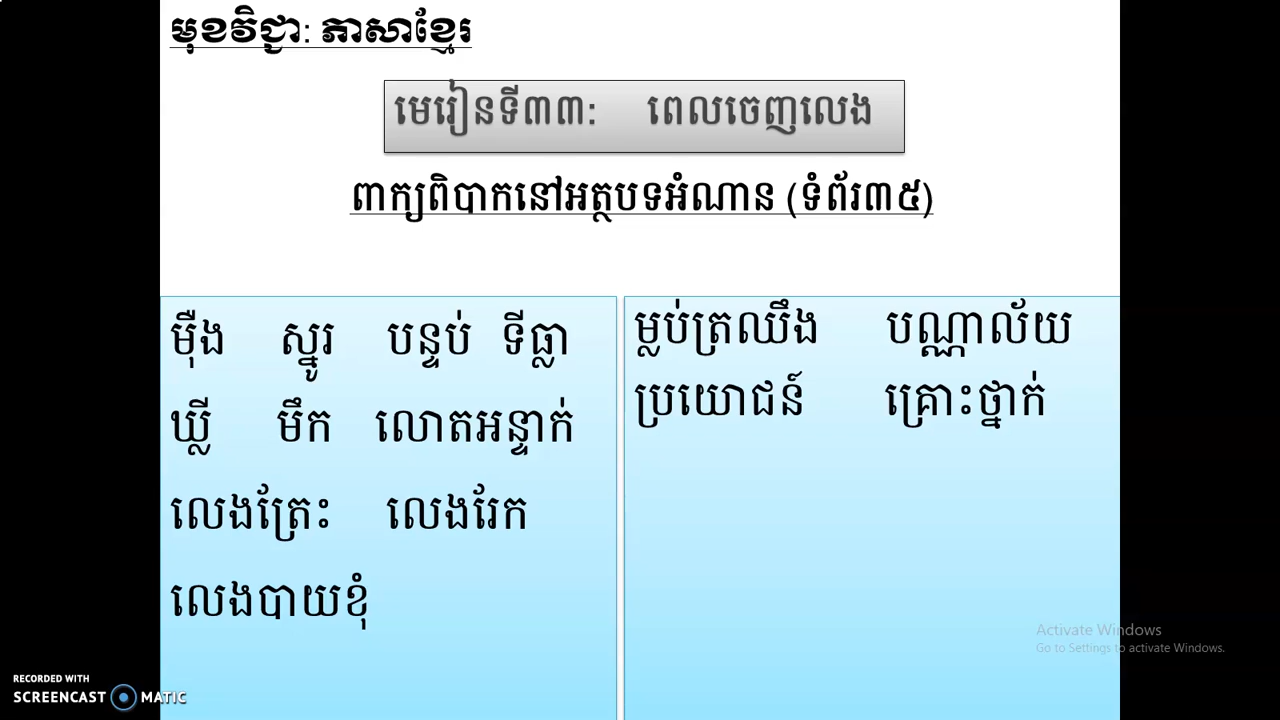 មុខវិជ្ជា: ភាសាខ្មែរ
មេរៀនទី៣៣: ពេលចេញលេង
ពាក្យពិបាកនៅអត្ថបទអំណាន (ទំព័រ៣៥)
ម៉ឺង ស្នូរ បន្ទប់ ទីធ្លា
ឃ្លី មឹក លោតអន្ទាក់
លេងត្រែះ លេងរែក
លេងបាយខុំ
ម្លប់ត្រឈឹង បណ្ណាល័យ
ប្រយោជន៍ គ្រោះថ្នាក់
Activate Windows
Go to Settings to activate Windows.
RECORDED WITH
SCREENCAST MATIC